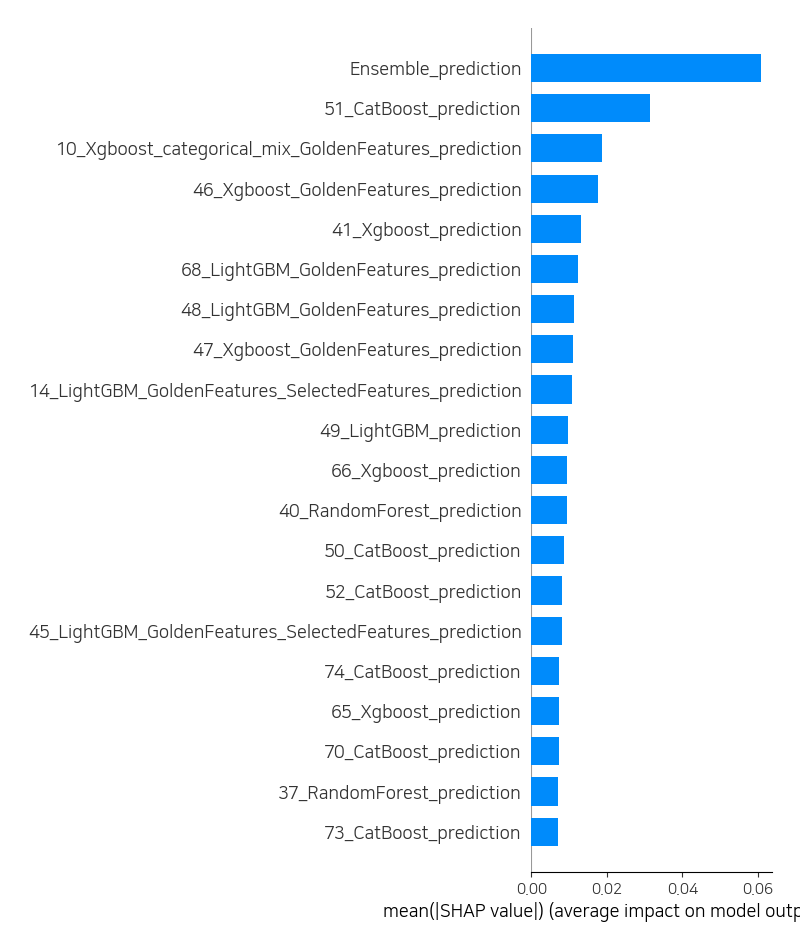 Ensemble_prediction
51_CatBoost_prediction
10_Xgboost_categorical_mix_GoldenFeatures_prediction
46_Xgboost_GoldenFeatures_prediction
41_Xgboost_prediction
68_LightGBM_GoldenFeatures_prediction
48_LightGBM_GoldenFeatures_prediction
47_Xgboost_GoldenFeatures_prediction
14_LightGBM_GoldenFeatures_SelectedFeatures_prediction
49_LightGBM_prediction
66_Xgboost_prediction
40_RandomForest_prediction
50_CatBoost_prediction
52_CatBoost_prediction
45_LightGBM_GoldenFeatures_SelectedFeatures_prediction
74_CatBoost_prediction
65_Xgboost_prediction
70_CatBoost_prediction
37_RandomForest_prediction
73_CatBoost_prediction
0.00 0.02 0.04 0.06
mean(|SHAP value|) (average impact on model outp